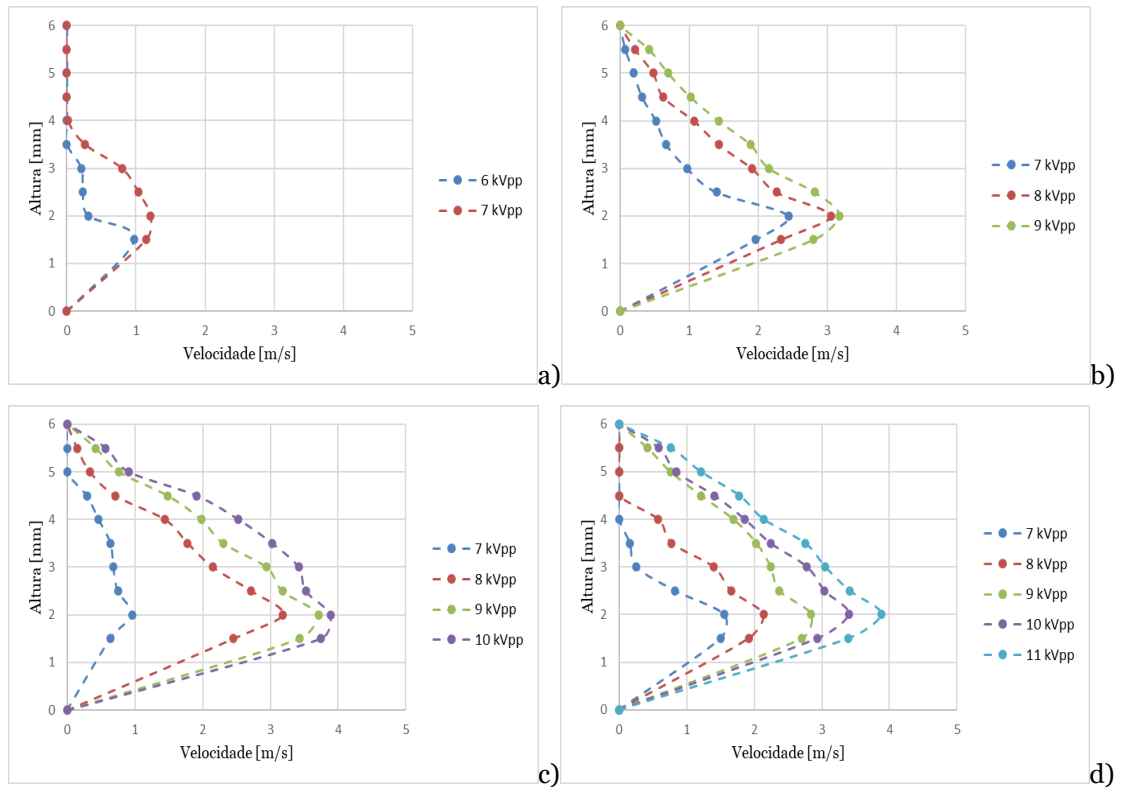 6
5
4
3
2
1
0
Altura [mm]
0 1 2 3 4 5
Velocidade [m/s]
6 kVpp
7 kVpp
a)
6
5
4
3
2
1
0
Altura [mm]
0 1 2 3 4 5
Velocidade [m/s]
7 kVpp
8 kVpp
9 kVpp
b)
6
5
4
3
2
1
0
Altura [mm]
0 1 2 3 4 5
Velocidade [m/s]
7 kVpp
8 kVpp
9 kVpp
10 kVpp
c)
6
5
4
3
2
1
0
Altura [mm]
0 1 2 3 4 5
Velocidade [m/s]
7 kVpp
8 kVpp
9 kVpp
10 kVpp
11 kVpp
d)